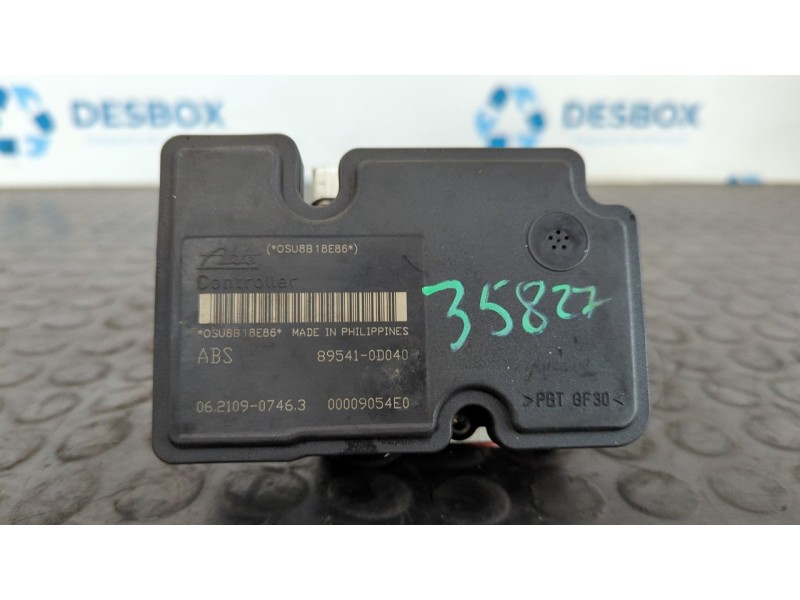 DESBOX
DESBOX
(*OSU8B18E86*)
Ate
Controller
*OSU8B18E86* MADE IN PHILIPPINES
ABS 89541-0D040
06.2109-0746.3 00009054E0
35827
>PBT GF30<